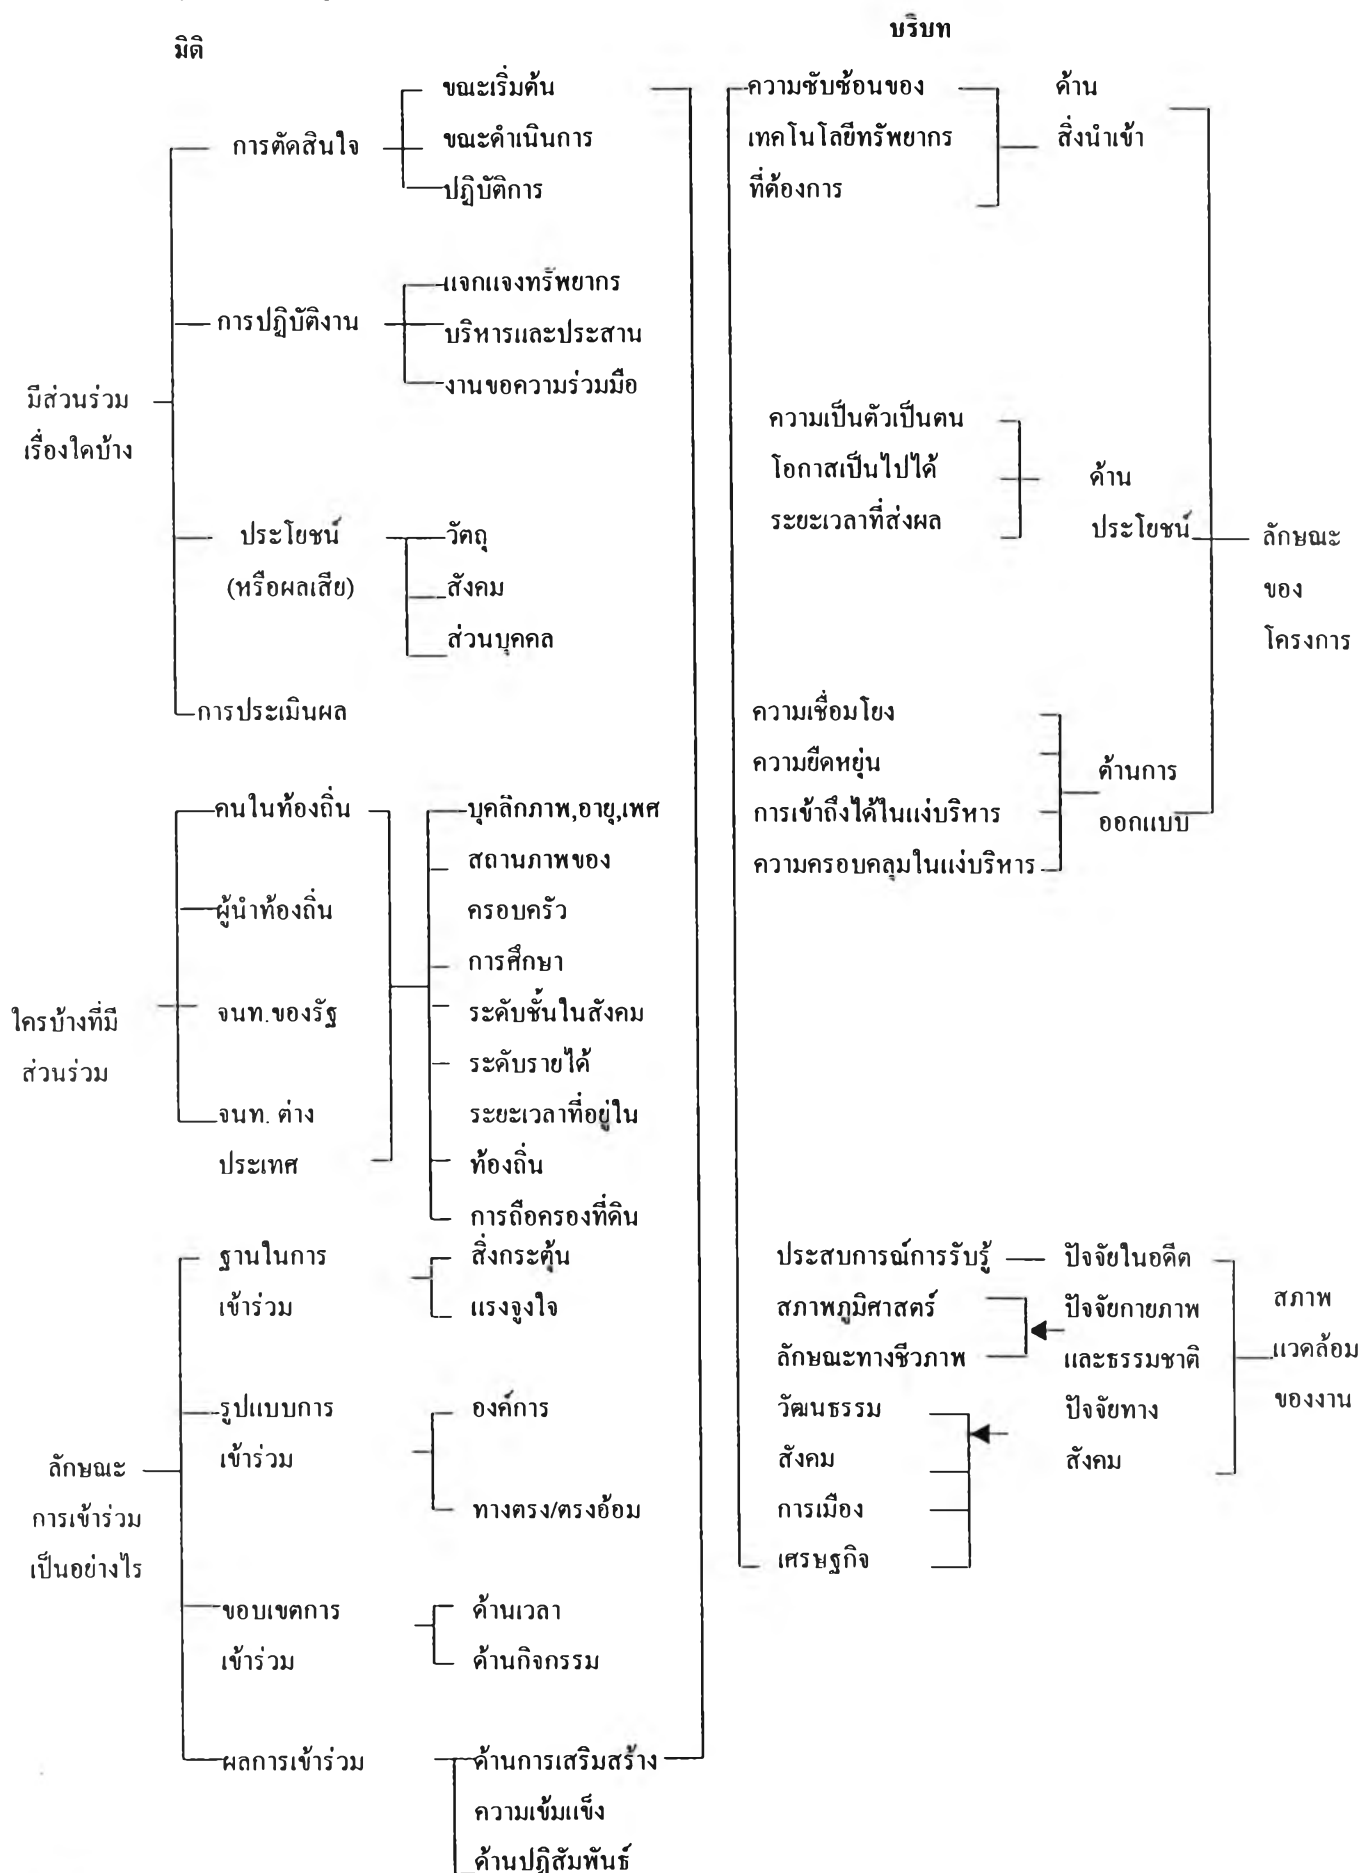 มิติ
การตัดสินใจ
ขณะเริ่มต้น
ขณะดำเนินการ
ปฏิบัติการ
การปฏิบัติงาน
แจกแจงทรัพยากร
บริหารและประสาน
งานขอความร่วมมือ
มีส่วนร่วม
เรื่องใดบ้าง
ประโยชน์
(หรือผลเสีย)
วัตถุ
สังคม
ส่วนบุคคล
การประเมินผล
คนในท้องถิ่น
ผู้นำท้องถิ่น
จนท.ของรัฐ
จนท. ต่าง
ประเทศ
ใครบ้างที่มี
ส่วนร่วม
บุคลิกภาพ,อายุ,เพศ
สถานภาพของ
ครอบครัว
การศึกษา
ระดับชั้นในสังคม
ระดับรายได้
ระยะเวลาที่อยู่ใน
ท้องถิ่น
การถือครองที่ดิน
ฐานในการ
เข้าร่วม
สิ่งกระตุ้น
แรงจูงใจ
รูปแบบการ
เข้าร่วม
องค์การ
ทางตรง/ตรงอ้อม
ลักษณะ
การเข้าร่วม
เป็นอย่างไร
ขอบเขตการ
เข้าร่วม
ด้านเวลา
ด้านกิจกรรม
ผลการเข้าร่วม
ด้านการเสริมสร้าง
ความเข้มแข็ง
ด้านปฏิสัมพันธ์
บริบท
ความซับซ้อนของ
เทคโนโลยีทรัพยากร
ที่ต้องการ
ด้าน
สิ่งนำเข้า
ความเป็นตัวเป็นตน
โอกาสเป็นไปได้
ระยะเวลาที่ส่งผล
ด้าน
ประโยชน์
ลักษณะ
ของ
โครงการ
ความเชื่อมโยง
ความยืดหยุ่น
การเข้าถึงได้ในแง่บริหาร
ความครอบคลุมในแง่บริหาร
ด้านการ
ออกแบบ
ประสบการณ์การรับรู้
ปัจจัยในอดีต
สภาพภูมิศาสตร์
ลักษณะทางชีวภาพ
ปัจจัยกายภาพ
และธรรมชาติ
วัฒนธรรม
สังคม
การเมือง
เศรษฐกิจ
ปัจจัยทาง
สังคม
สภาพ
แวดล้อม
ของงาน